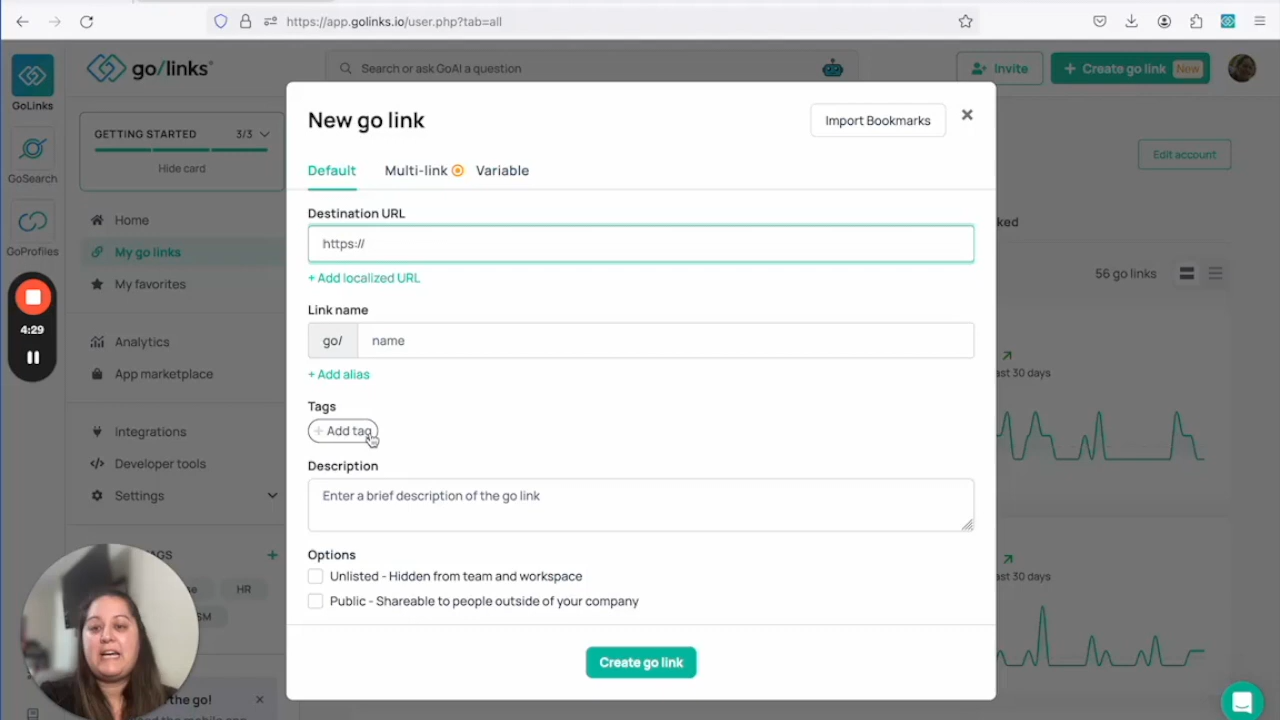 https://app.golinks.io/user.php?tab=all
GoLinks
GoSearch
GoProfiles
4:29
go/links®
Search or ask GoAI a question
Invite
+ Create go link New
GETTING STARTED 3/3
Hide card
Home
My go links
My favorites
Analytics
App marketplace
Integrations
</> Developer tools
Settings
HR
New go link
Import Bookmarks
×
Default
Multi-link
Variable
Destination URL
https://
+ Add localized URL
Link name
go/ name
+ Add alias
Tags
+ Add tag
Description
Enter a brief description of the go link
Options
Unlisted - Hidden from team and workspace
Public - Shareable to people outside of your company
Create go link
Edit account
ked
56 go links
ast 30 days
ast 30 days
the go!
×